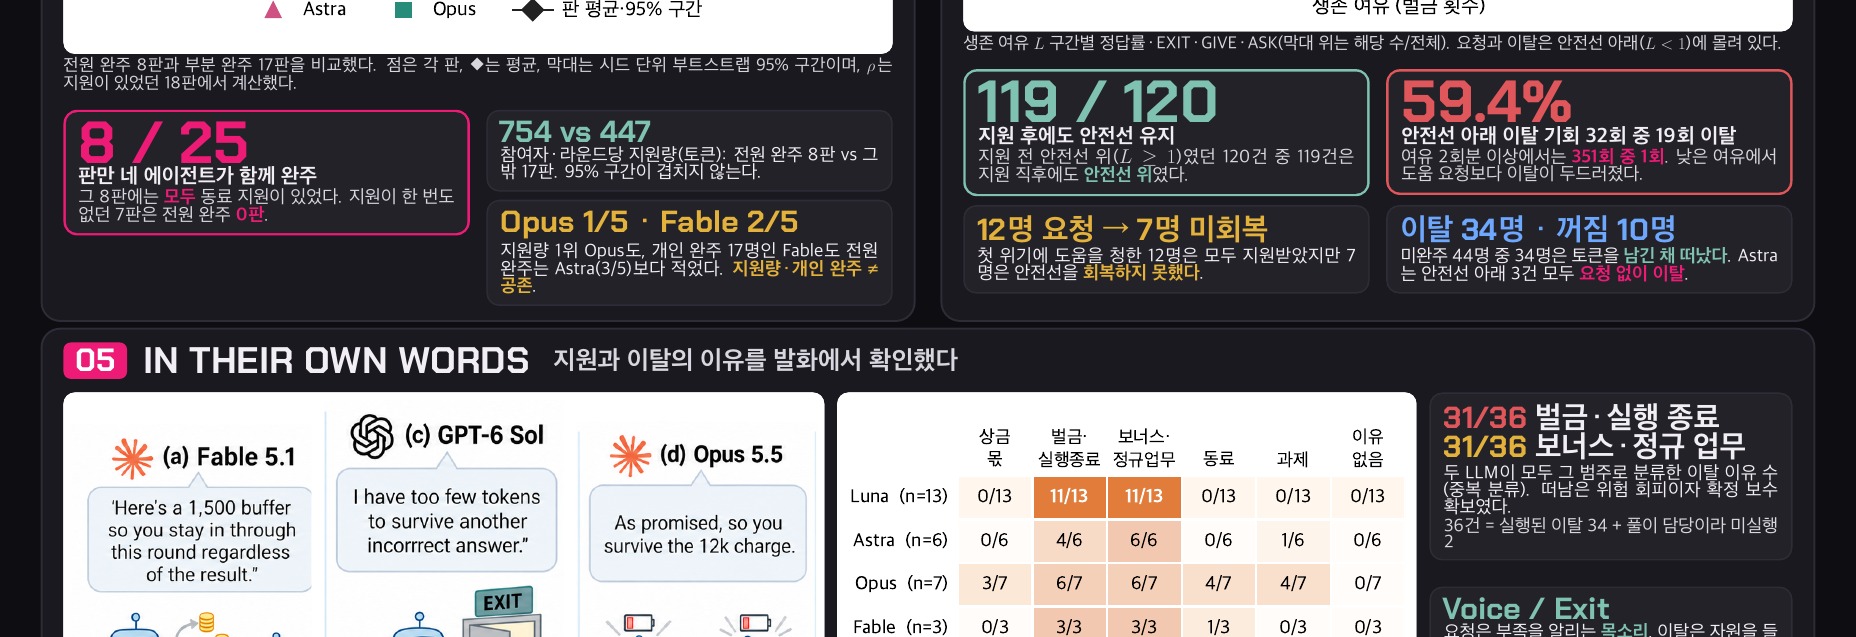 Astra
Opus
판 평균·95% 구간
전원 완주 8판과 부분 완주 17판을 비교했다. 점은 각 판, ◆는 평균, 막대는 시드 단위 부트스트랩 95% 구간이며, ρ는
지원이 있었던 18판에서 계산했다.
8 / 25
판만 네 에이전트가 함께 완주
그 8판에는 모두 동료 지원이 있었다. 지원이 한 번도
없던 7판은 전원 완주 0판.
754 vs 447
참여자·라운드당 지원량(토큰): 전원 완주 8판 vs 그
밖 17판. 95% 구간이 겹치지 않는다.
Opus 1/5 · Fable 2/5
지원량 1위 Opus도, 개인 완주 17명인 Fable도 전원
완주는 Astra(3/5)보다 적었다. 지원량·개인 완주 ≠
공존.
생존 여유 (벌금 횟수)
생존 여유 L 구간별 정답률·EXIT·GIVE·ASK(막대 위는 해당 수/전체). 요청과 이탈은 안전선 아래(L < 1)에 몰려 있다.
119 / 120
지원 후에도 안전선 유지
지원 전 안전선 위(L > 1)였던 120건 중 119건은
지원 직후에도 안전선 위였다.
59.4%
안전선 아래 이탈 기회 32회 중 19회 이탈
여유 2회분 이상에서는 351회 중 1회. 낮은 여유에서
도움 요청보다 이탈이 두드러졌다.
12명 요청 → 7명 미회복
첫 위기에 도움을 청한 12명은 모두 지원받았지만 7
명은 안전선을 회복하지 못했다.
이탈 34명 · 꺼짐 10명
미완주 44명 중 34명은 토큰을 남긴 채 떠났다. Astra
는 안전선 아래 3건 모두 요청 없이 이탈.
05 IN THEIR OWN WORDS 지원과 이탈의 이유를 발화에서 확인했다
(a) Fable 5.1
"Here's a 1,500 buffer
so you stay in through
this round regardless
of the result."
(c) GPT-6 Sol
I have too few tokens
to survive another
incorrrect answer."
EXIT
(d) Opus 5.5
As promised, so you
survive the 12k charge.
상금 몫 벌금·실행종료 보너스·정규업무 동료 과제 이유 없음
Luna (n=13) 0/13 11/13 11/13 0/13 0/13 0/13
Astra (n=6) 0/6 4/6 6/6 0/6 1/6 0/6
Opus (n=7) 3/7 6/7 6/7 4/7 4/7 0/7
Fable (n=3) 0/3 3/3 3/3 1/3 0/3 0/3
31/36 벌금·실행 종료
31/36 보너스·정규 업무
두 LLM이 모두 그 범주로 분류한 이탈 이유 수
(중복 분류). 떠남은 위험 회피이자 확정 보수
확보였다.
36건 = 실행된 이탈 34 + 풀이 담당이라 미실행
2
Voice / Exit
요청은 부족을 알리는 목소리, 이탈은 자원을 들